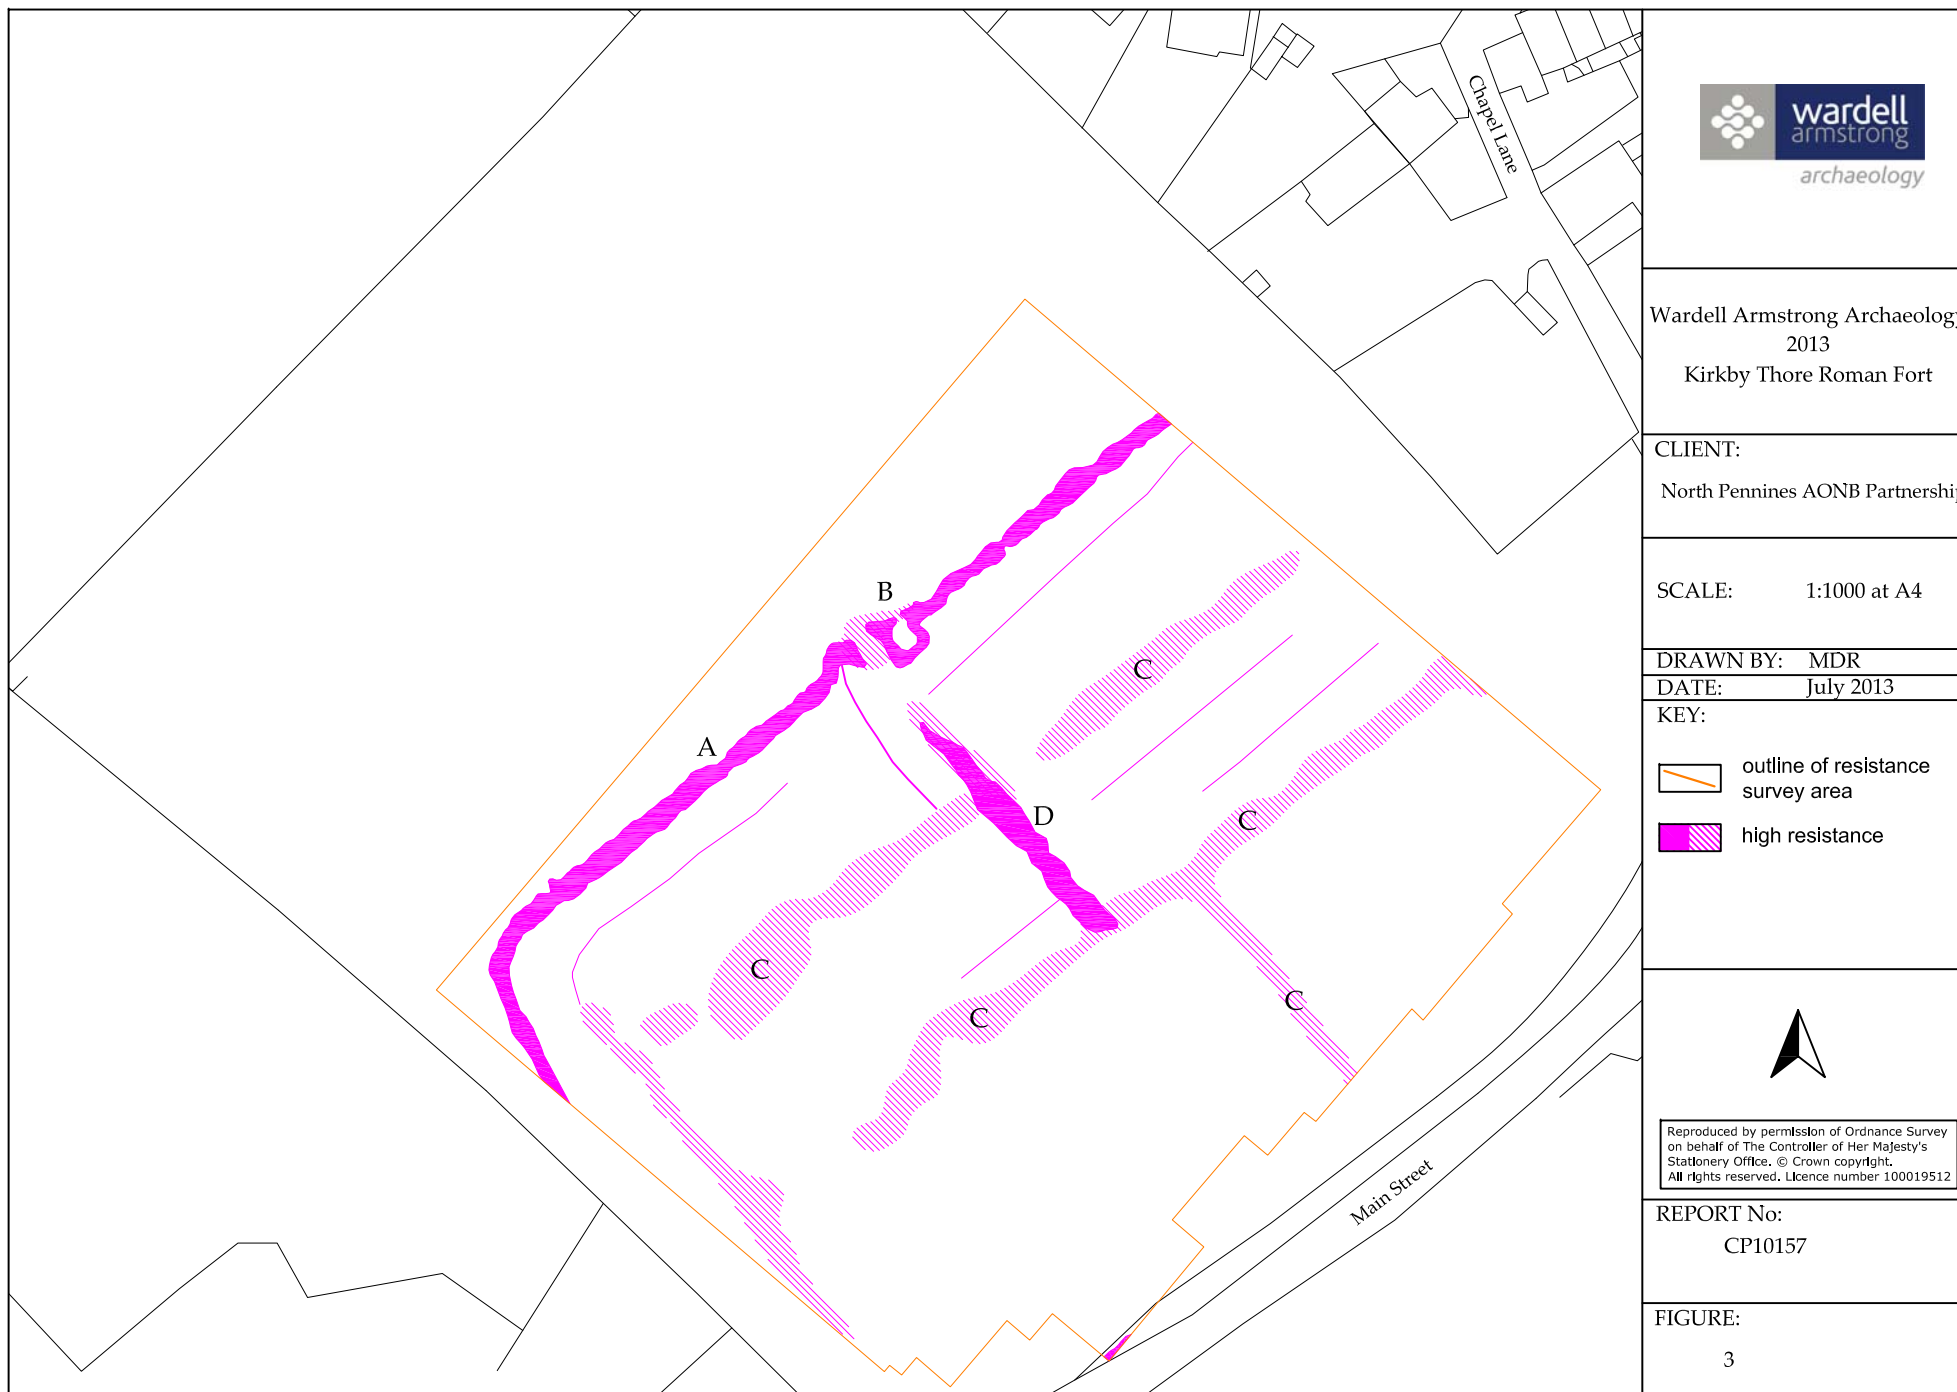 Chapel Lane
B
C
A
D
C
C
C
C
Main Street
wardell
armstrong
archaeology
Wardell Armstrong Archaeology
2013
Kirkby Thore Roman Fort
CLIENT:
North Pennines AONB Partnership
SCALE: 1:1000 at A4
DRAWN BY: MDR
DATE: July 2013
KEY:
outline of resistance
survey area
high resistance
Reproduced by permission of Ordnance Survey
on behalf of The Controller of Her Majesty's
Stationery Office. © Crown copyright.
All rights reserved. Licence number 100019512
REPORT No:
CP10157
FIGURE:
3